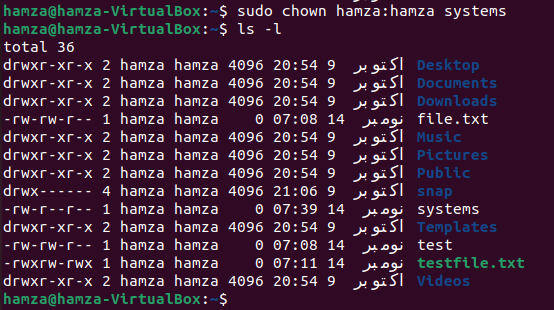 hamza@hamza-VirtualBox:~$ sudo chown hamza:hamza systems
hamza@hamza-VirtualBox:~$ ls -l
total 36
drwxr-xr-x 2 hamza hamza 4096 20:54 9 اکتوبر Desktop
drwxr-xr-x 2 hamza hamza 4096 20:54 9 اکتوبر Documents
drwxr-xr-x 2 hamza hamza 4096 20:54 9 اکتوبر Downloads
-rw-rw-r-- 1 hamza hamza 0 07:08 14 نومبر file.txt
drwxr-xr-x 2 hamza hamza 4096 20:54 9 اکتوبر Music
drwxr-xr-x 2 hamza hamza 4096 20:54 9 اکتوبر Pictures
drwxr-xr-x 2 hamza hamza 4096 20:54 9 اکتوبر Public
drwx------ 4 hamza hamza 4096 21:06 9 اکتوبر snap
-rw-r--r-- 1 hamza hamza 0 07:39 14 نومبر systems
drwxr-xr-x 2 hamza hamza 4096 20:54 9 اکتوبر Templates
-rw-rw-r-- 1 hamza hamza 0 07:08 14 نومبر test
-rwxrw-rwx 1 hamza hamza 0 07:11 14 نومبر testfile.txt
drwxr-xr-x 2 hamza hamza 4096 20:54 9 اکتوبر Videos
hamza@hamza-VirtualBox:~$